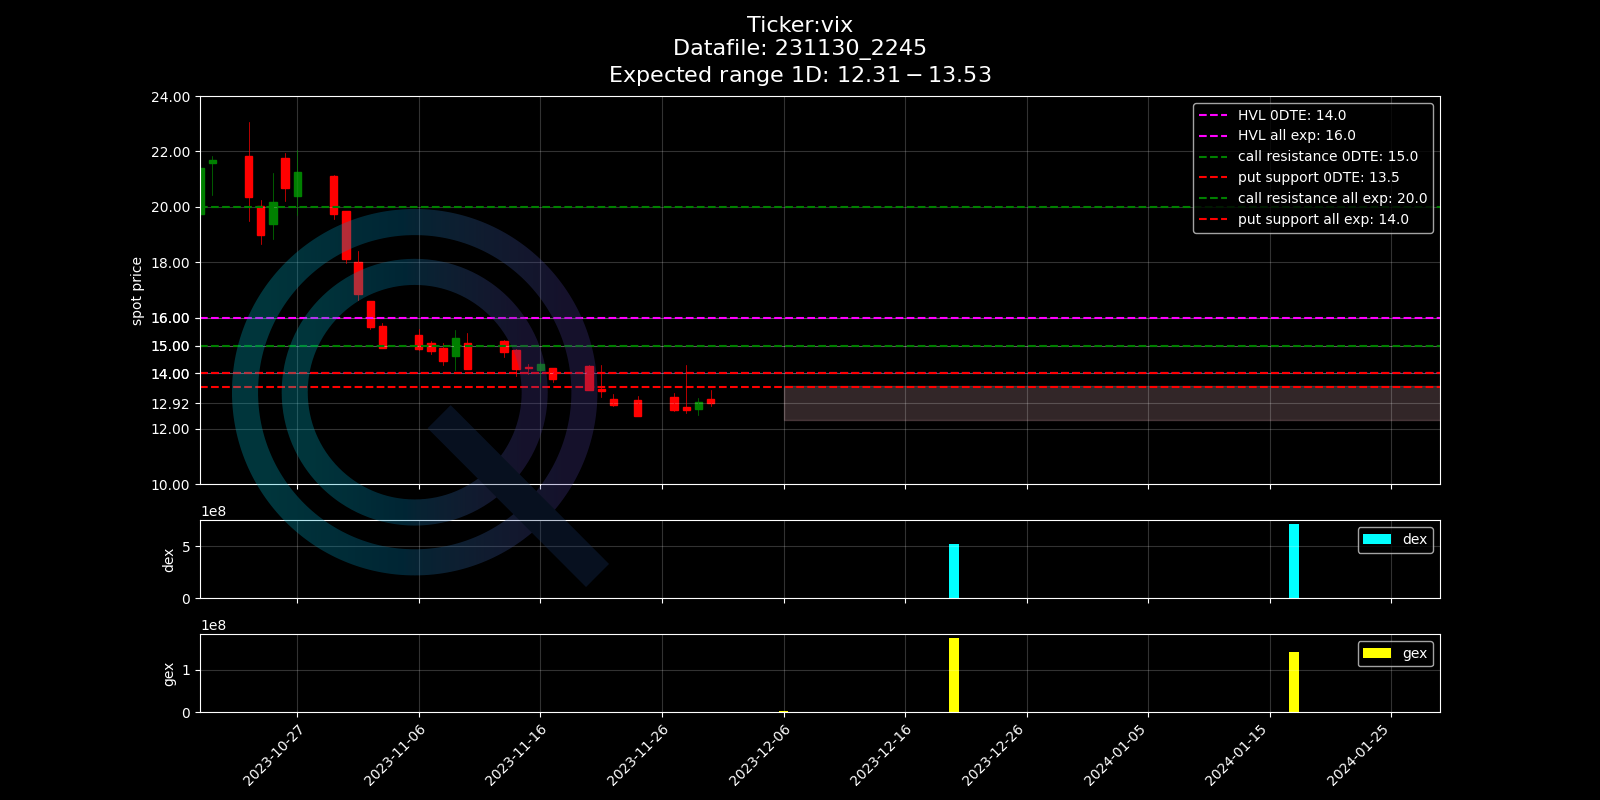 Ticker:vix
Datafile: 231130_2245
Expected range 1D: 12.31 − 13.53
24.00
22.00
20.00
18.00
16.00
15.00
14.00
12.92
12.00
10.00
spot price
HVL 0DTE: 14.0
HVL all exp: 16.0
call resistance 0DTE: 15.0
put support 0DTE: 13.5
call resistance all exp: 20.0
put support all exp: 14.0
1e8
5
0
dex
dex
1e8
1
0
gex
gex
2023-10-27
2023-11-06
2023-11-16
2023-11-26
2023-12-06
2023-12-16
2023-12-26
2024-01-05
2024-01-15
2024-01-25